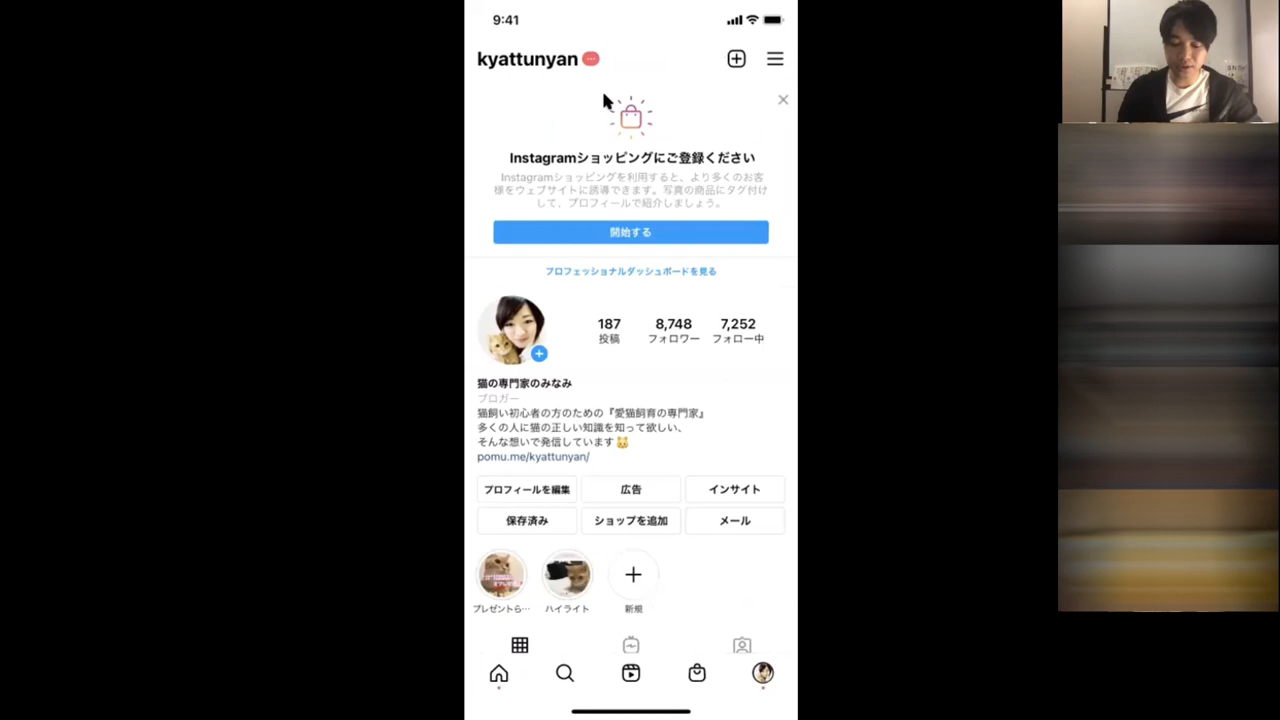 9:41
kyattunyan
Instagramショッピングにご登録ください
Instagramショッピングを利用すると、より多くのお客
様をウェブサイトに誘導できます。写真の商品にタグ付け
して、プロフィールで紹介しましょう。
開始する
プロフェッショナルダッシュボードを見る
187 8,748 7,252
投稿 フォロワー フォロー中
猫の専門家のみなみ
ブロガー
猫飼い初心者の方のための『愛猫飼育の専門家』
多くの人に猫の正しい知識を知って欲しい、
そんな想いで発信しています🐱
pomu.me/kyattunyan/
プロフィールを編集 広告 インサイト
保存済み ショップを追加 メール
プレゼントら… ハイライト 新規